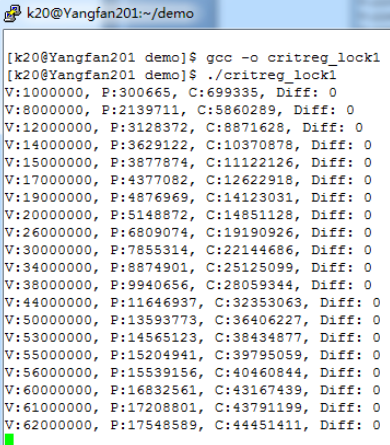 k20@Yangfan201:~/demo
[k20@Yangfan201 demo]$ gcc -o critreg_lock1
[k20@Yangfan201 demo]$ ./critreg_lock1
V:1000000, P:300665, C:699335, Diff: 0
V:8000000, P:2139711, C:5860289, Diff: 0
V:12000000, P:3128372, C:8871628, Diff: 0
V:14000000, P:3629122, C:10370878, Diff: 0
V:15000000, P:3877874, C:11122126, Diff: 0
V:17000000, P:4377082, C:12622918, Diff: 0
V:19000000, P:4876969, C:14123031, Diff: 0
V:20000000, P:5148872, C:14851128, Diff: 0
V:26000000, P:6809074, C:19190926, Diff: 0
V:30000000, P:7855314, C:22144686, Diff: 0
V:34000000, P:8874901, C:25125099, Diff: 0
V:38000000, P:9940656, C:28059344, Diff: 0
V:44000000, P:11646937, C:32353063, Diff: 0
V:50000000, P:13593773, C:36406227, Diff: 0
V:53000000, P:14565123, C:38434877, Diff: 0
V:55000000, P:15204941, C:39795059, Diff: 0
V:56000000, P:15539156, C:40460844, Diff: 0
V:60000000, P:16832561, C:43167439, Diff: 0
V:61000000, P:17208801, C:43791199, Diff: 0
V:62000000, P:17548589, C:44451411, Diff: 0